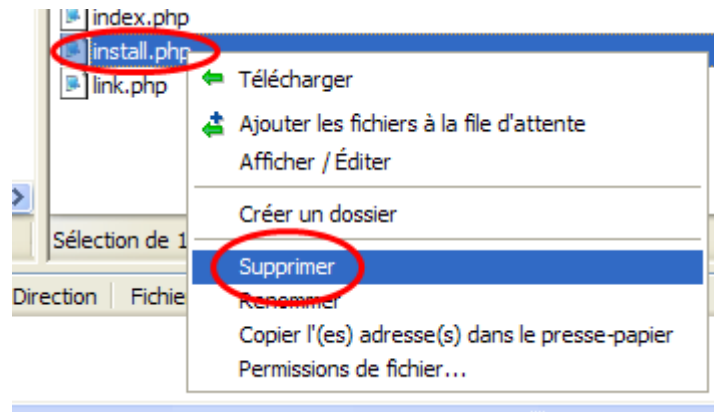 index.php
install.php
link.php
Télécharger
Ajouter les fichiers à la file d'attente
Afficher / Éditer
Créer un dossier
Sélection de 1
Supprimer
Direction Fichie
Renommer
Copier l'(es) adresse(s) dans le presse-papier
Permissions de fichier...